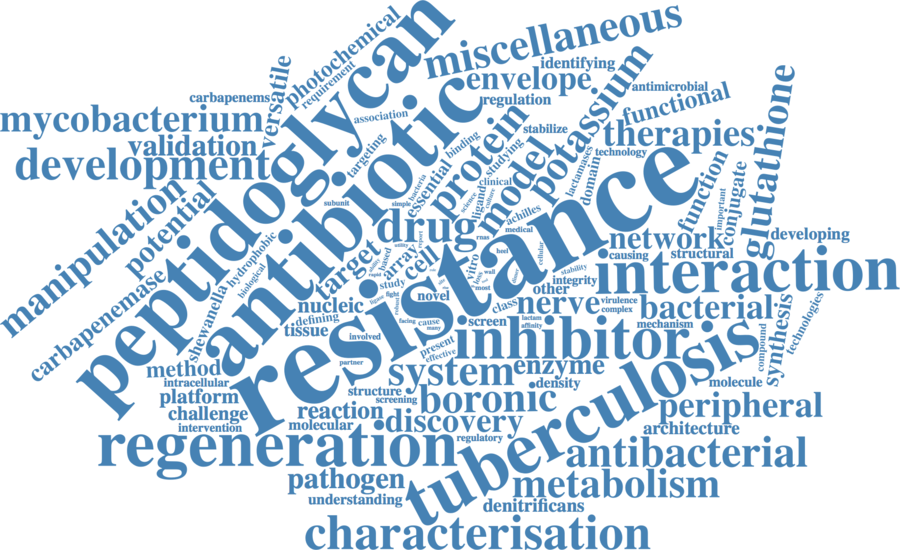 miscellaneous
photochemical
requirement
versatile
peptidoglycan
antibiotic
resistance
envelope
identifying
regulation
potassium
antimicrobial
functional
carbapenems
association
mycobacterium
validation
development
targeting
protein
binding
studying
stabilize
model
therapies
technology
lactamases
domain
glutathione
function
important
conjugate
essential
bacteria
simple
subunit
clinical
science
ligand
culture
achilles
medical
manipulation
potential
carbapenemase
shewanella
hydrophobic
biological
target
drug
array
cell
based
study
vitro
network
causing
structural
developing
interaction
stability
integrity
other
most
novel
class
nucleic
defining
tissue
involved
facing
cause
many
nerve
virulence
complex
bacterial
mechanism
synthesis
technologies
compound
screen
lactam
affinity
inhibitor
present
effective
partner
method
intracellular
platform
challenge
intervention
system
enzyme
density
structure
screening
boronic
reaction
molecular
discovery
regulatory
tuberculosis
molecule
peripheral
architecture
regeneration
antibacterial
pathogen
understanding
metabolism
denitrificans
characterisation